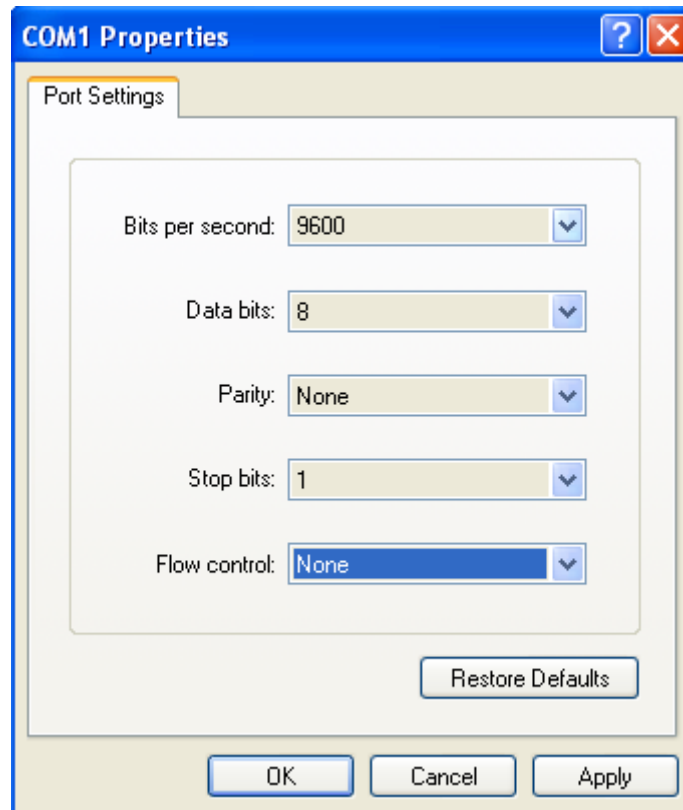 COM1 Properties
Port Settings
Bits per second: 9600
Data bits: 8
Parity: None
Stop bits: 1
Flow control: None
Restore Defaults
OK Cancel Apply